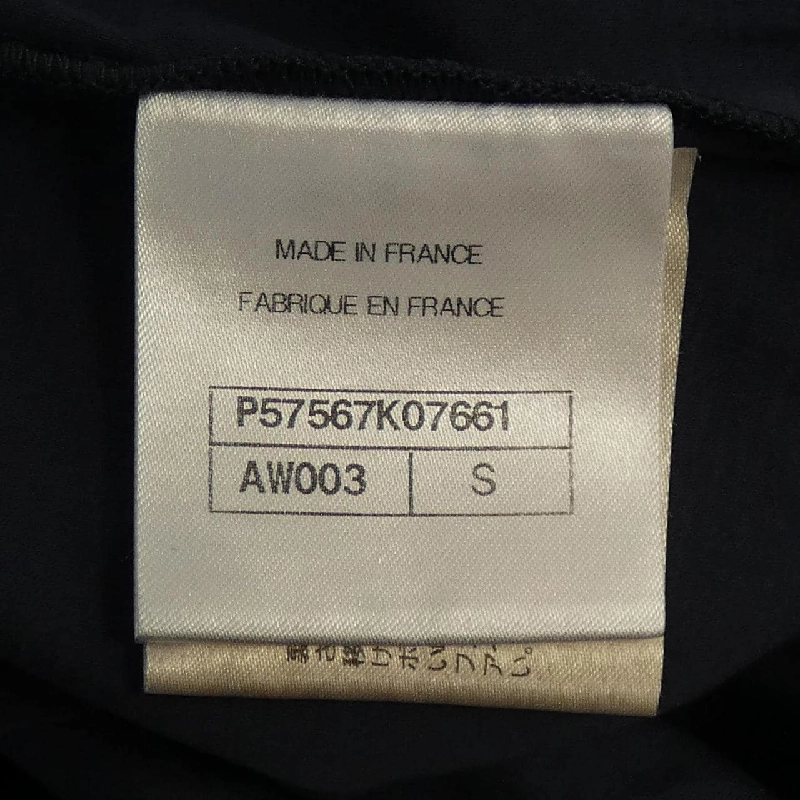 MADE IN FRANCE
FABRIQUE EN FRANCE
P57567K07661
AW003 S